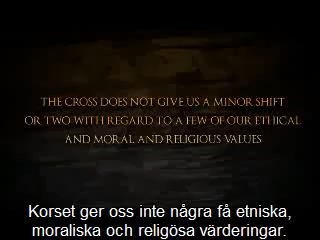 THE CROSS DOES NOT GIVE US A MINOR SHIFT
OR TWO WITH REGARD TO A FEW OF OUR ETHICAL
AND MORAL AND RELIGIOUS VALUES
Korset ger oss inte några få etniska,
moraliska och religösa värderingar.